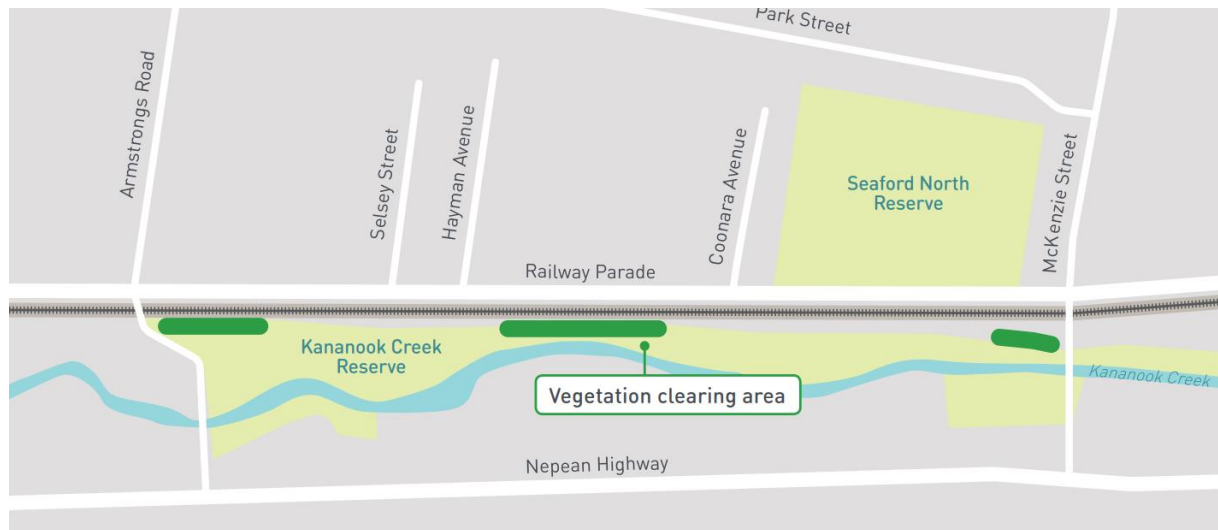 Park Street
Armstrongs Road
Selsey Street
Hayman Avenue
Coonara Avenue
Seaford North
Reserve
McKenzie Street
Railway Parade
Kananook Creek
Reserve
Vegetation clearing area
Kananook Creek
Nepean Highway